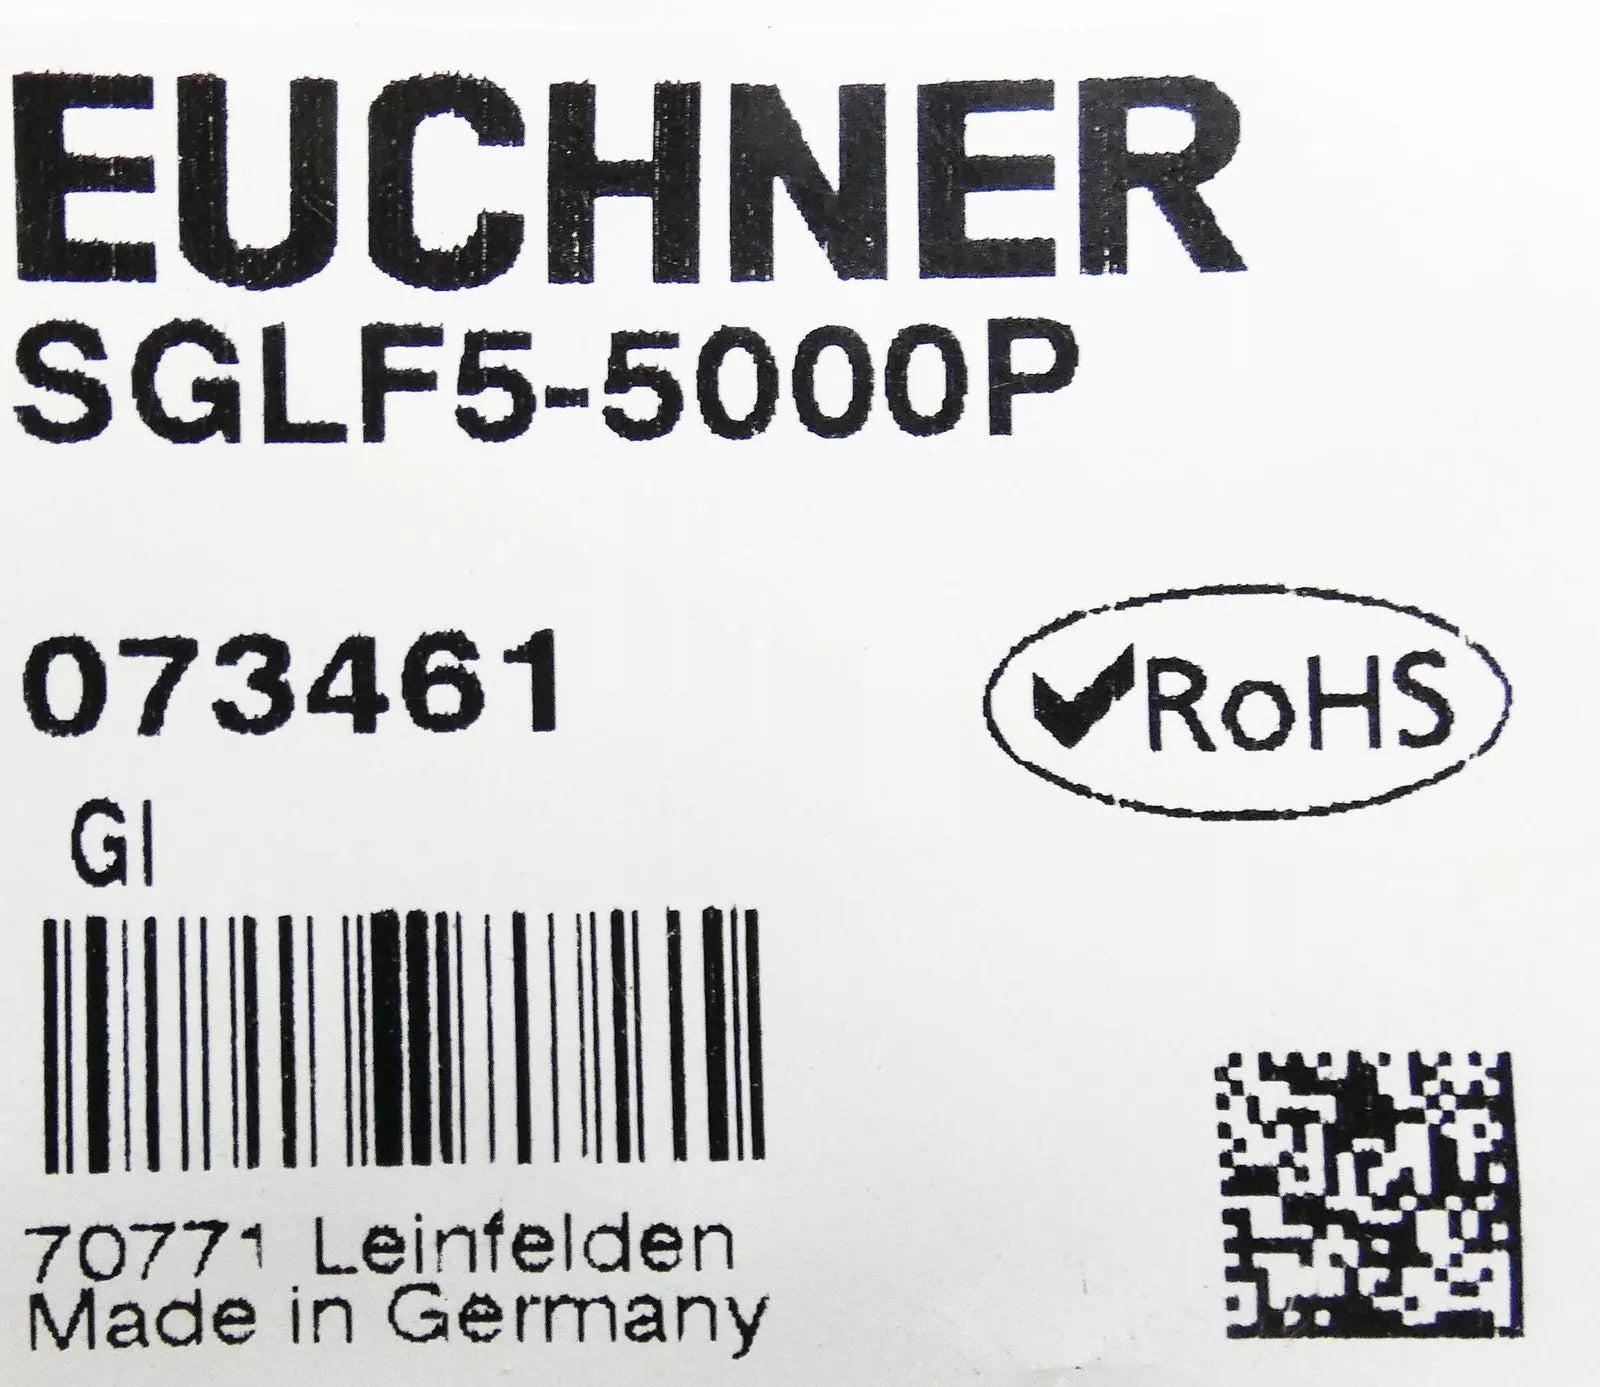 EUCHNER
SGLF5-5000P
073461
RoHS
GI
70771 Leinfelden
Made in Germany